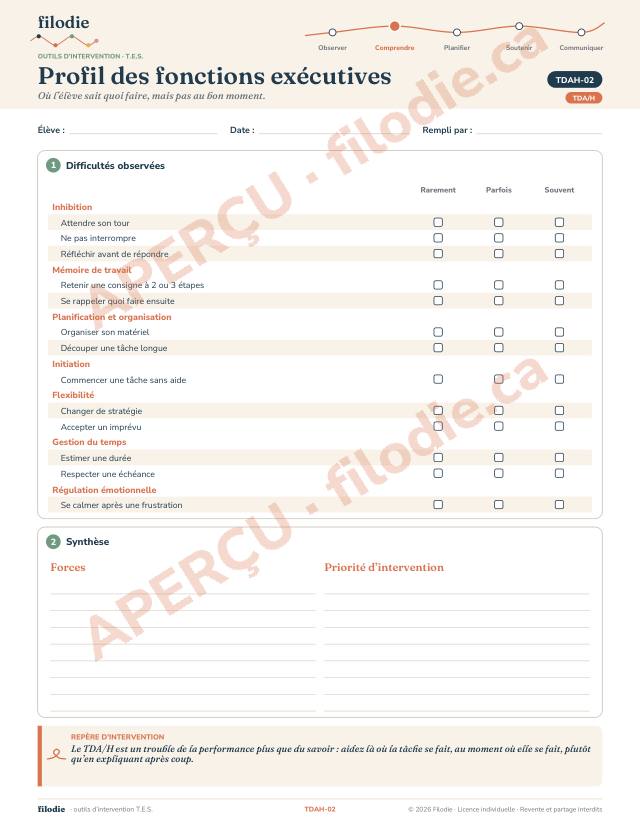 filodie
OUTILS D'INTERVENTION · T.E.S.
Observer Comprendre Planifier Soutenir Communiquer
Profil des fonctions exécutives
Où l'élève sait quoi faire, mais pas au bon moment.
TDAH-02
TDA/H
Élève : Date : Rempli par :
1 Difficultés observées
Rarement Parfois Souvent
Inhibition
Attendre son tour
Ne pas interrompre
Réfléchir avant de répondre
Mémoire de travail
Retenir une consigne à 2 ou 3 étapes
Se rappeler quoi faire ensuite
Planification et organisation
Organiser son matériel
Découper une tâche longue
Initiation
Commencer une tâche sans aide
Flexibilité
Changer de stratégie
Accepter un imprévu
Gestion du temps
Estimer une durée
Respecter une échéance
Régulation émotionnelle
Se calmer après une frustration
APERÇU · filodie.ca
2 Synthèse
Forces Priorité d'intervention
APERÇU · filodie.ca
REPÈRE D'INTERVENTION
Le TDA/H est un trouble de la performance plus que du savoir : aidez là où la tâche se fait, au moment où elle se fait, plutôt
qu'en expliquant après coup.
filodie · outils d'intervention T.E.S. TDAH-02 © 2026 Filodie · Licence individuelle · Revente et partage interdits